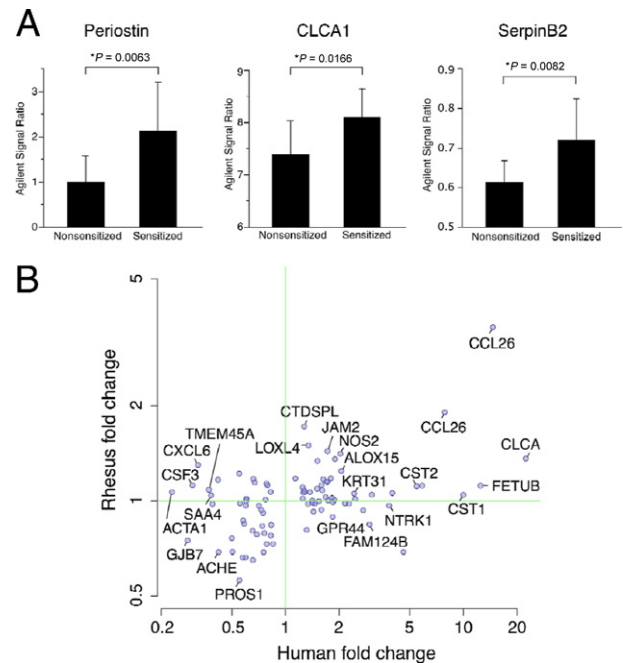 A
Periostin
*P = 0.0063
Agilent Signal Ratio
3
2
1
0
Nonsensitized Sensitized
CLCA1
*P = 0.0166
Agilent Signal Ratio
9
8
7
6
Nonsensitized Sensitized
SerpinB2
*P = 0.0082
Agilent Signal Ratio
0.9
0.8
0.7
0.6
0.5
Nonsensitized Sensitized
B
Rhesus fold change
5
2
1
0.5
CCL26
CCL26
CTDSPL
TMEM45A
JAM2
NOS2
CXCL6
LOXL4
ALOX15
CLCA
CSF3
KRT31
CST2
FETUB
SAA4
CST1
ACTA1
GPR44
NTRK1
GJB7
FAM124B
ACHE
PROS1
0.2 0.5 1 2 5 10 20
Human fold change